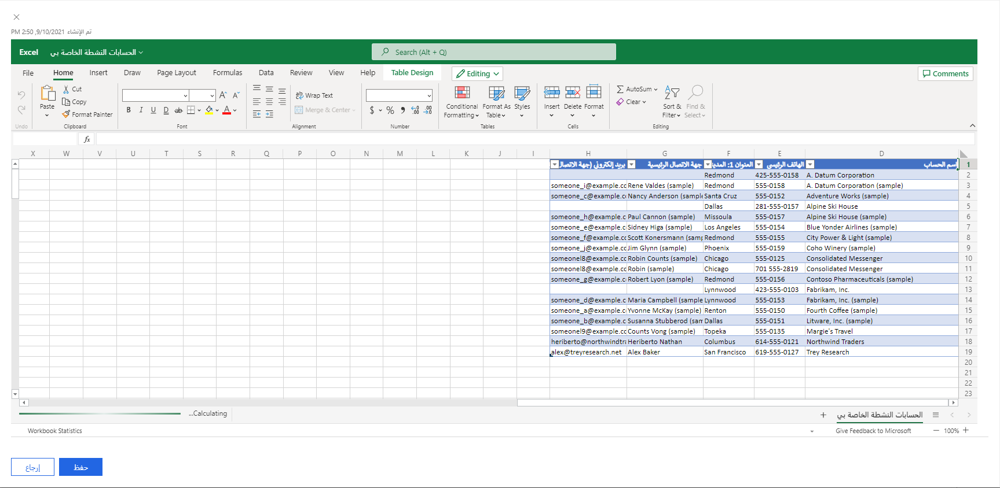 تم الإنشاء 9/10/2021, 2:50 PM
Excel الحسابات النشطة الخاصة بي
Search (Alt + Q)
File Home Insert Draw Page Layout Formulas Data Review View Help Table Design Editing Comments
Undo
Paste
Cut
Copy
Format Painter
Clipboard
B I U D ab A A A
Font
Wrap Text
Merge & Center
Alignment
$ % , .00
Number
Conditional Formatting
Format As Table
Styles
Tables
Insert Delete Format
Cells
AutoSum
Clear
Sort & Filter
Find & Select
Editing
fx
X W V U T S R Q P O N M L K J I H G F E D
1 اسم الحساب الهاتف الرئيسي العنوان 1: المدينة جهة الاتصال الرئيسية بريد إلكتروني (جهة الاتصال
2 A. Datum Corporation 425-555-0158 Redmond
3 A. Datum Corporation (sample) 555-0158 Redmond Rene Valdes (sample) someone_i@example.cc
4 Adventure Works (sample) 555-0152 Santa Cruz Nancy Anderson (sample someone_c@example.c
5 Alpine Ski House 281-555-0157 Dallas
6 Alpine Ski House (sample) 555-0157 Missoula Paul Cannon (sample) someone_h@example.c
7 Blue Yonder Airlines (sample) 555-0154 Los Angeles Sidney Higa (sample) someone_e@example.c
8 City Power & Light (sample) 555-0155 Redmond Scott Konersmann (samp someone_f@example.cc
9 Coho Winery (sample) 555-0159 Phoenix Jim Glynn (sample) someone_j@example.cc
10 Consolidated Messenger 555-0125 Chicago Robin Counts (sample) someonel8@example.cc
11 Consolidated Messenger 701 555-2819 Chicago Robin (sample) someonel8@example.cc
12 Contoso Pharmaceuticals (sample) 555-0156 Redmond Robert Lyon (sample) someone_g@example.c
13 Fabrikam, Inc. 423-555-0103 Lynnwood
14 Fabrikam, Inc. (sample) 555-0153 Lynnwood Maria Campbell (sample someone_d@example.c
15 Fourth Coffee (sample) 555-0150 Renton Yvonne McKay (sample) someone_a@example.c
16 Litware, Inc. (sample) 555-0151 Dallas Susanna Stubberod (sam someone_b@example.c
17 Margie's Travel 555-0135 Topeka Counts Vong (sample) someonel9@example.cc
18 Northwind Traders 614-555-0121 Columbus Heriberto Nathan heriberto@northwindtra
19 Trey Research 619-555-0127 San Francisco Alex Baker alex@treyresearch.net
20
21
22
23
الحسابات النشطة الخاصة بي
...Calculating
Workbook Statistics
Give Feedback to Microsoft 100%
حفظ
إرجاع